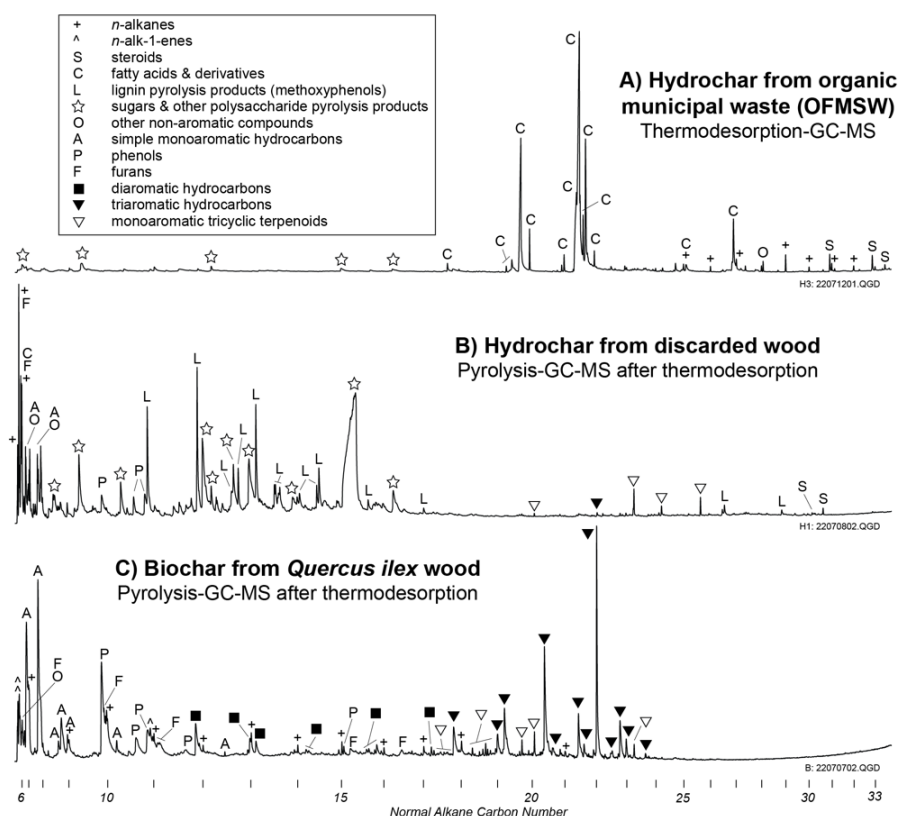 + n-alkanes
^ n-alk-1-enes
S steroids
C fatty acids & derivatives
L lignin pyrolysis products (methoxyphenols)
☆ sugars & other polysaccharide pyrolysis products
O other non-aromatic compounds
A simple monoaromatic hydrocarbons
P phenols
F furans
■ diaromatic hydrocarbons
▼ triaromatic hydrocarbons
▽ monoaromatic tricyclic terpenoids
A) Hydrochar from organic
municipal waste (OFMSW)
Thermodesorption-GC-MS
C
C C
C
C C
C C C C C C O S S S
H3: 22071201.QGD
B) Hydrochar from discarded wood
Pyrolysis-GC-MS after thermodesorption
F
C
F
A A
O O
L L L L L L L L L L L
P P
S S
H1: 22070802.QGD
C) Biochar from Quercus ilex wood
Pyrolysis-GC-MS after thermodesorption
A A
F
O
A A A
P F P F A P P A P F F
B: 22070702.QGD
6 10 15 20 25 30 33
Normal Alkane Carbon Number